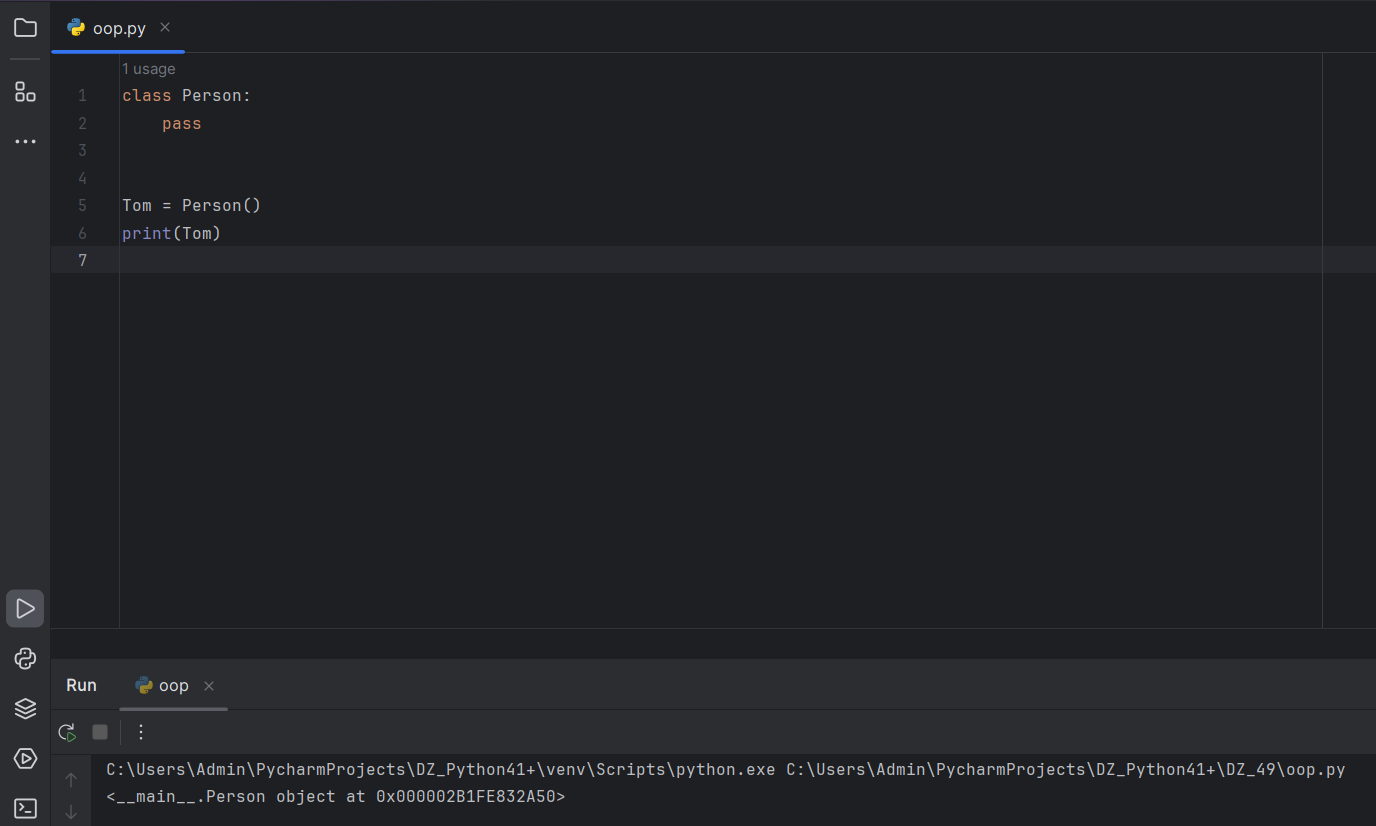 oop.py
1 usage
1 class Person:
2     pass
3
4
5 Tom = Person()
6 print(Tom)
7
Run oop
C:\Users\Admin\PycharmProjects\DZ_Python41+\venv\Scripts\python.exe C:\Users\Admin\PycharmProjects\DZ_Python41+\DZ_49\oop.py
<__main__.Person object at 0x000002B1FE832A50>